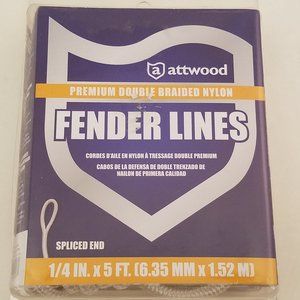 a attwood
PREMIUM DOUBLE BRAIDED NYLON
FENDER LINES
CORDES D'AILE EN NYLON À TRESSAGE DOUBLE PREMIUM
CABOS DE LA DEFENSA DE DOBLE TRENZADO DE
NAILON DE PRIMERA CALIDAD
SPLICED END
1/4 IN. x 5 FT. (6.35 MM x 1.52 M)